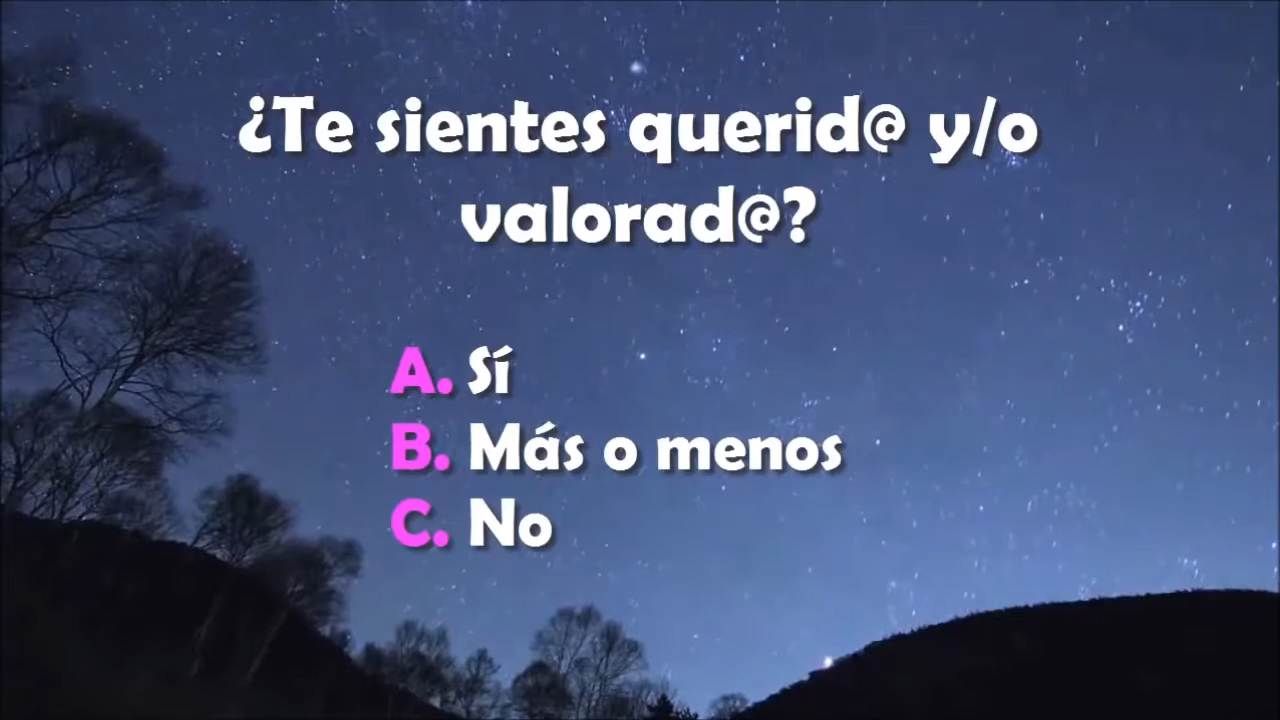 ¿Te sientes querid@ y/o
valorad@?
A. Sí
B. Más o menos
C. No